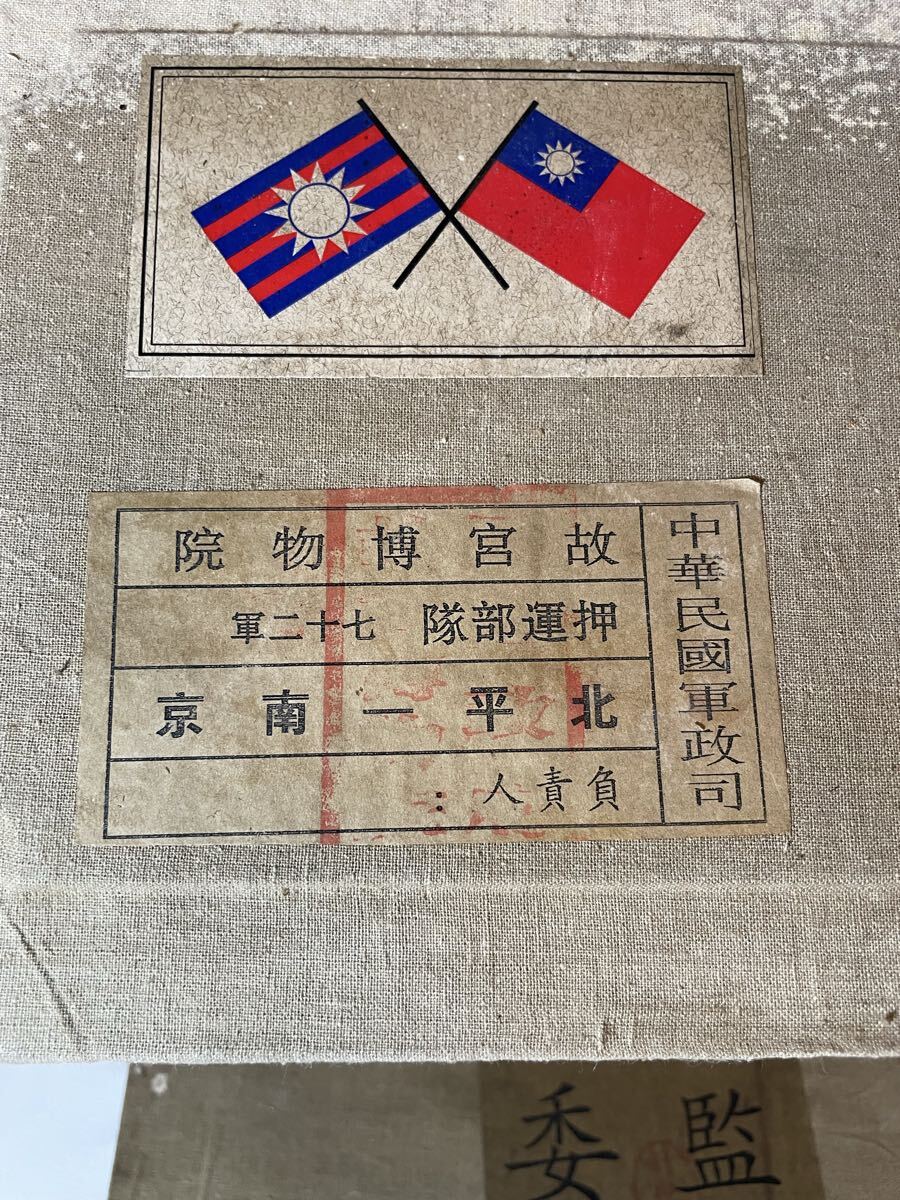 中華民國軍政司
故宮博物院
押運部隊 七十二軍
北平—南京
負責人：
監
委